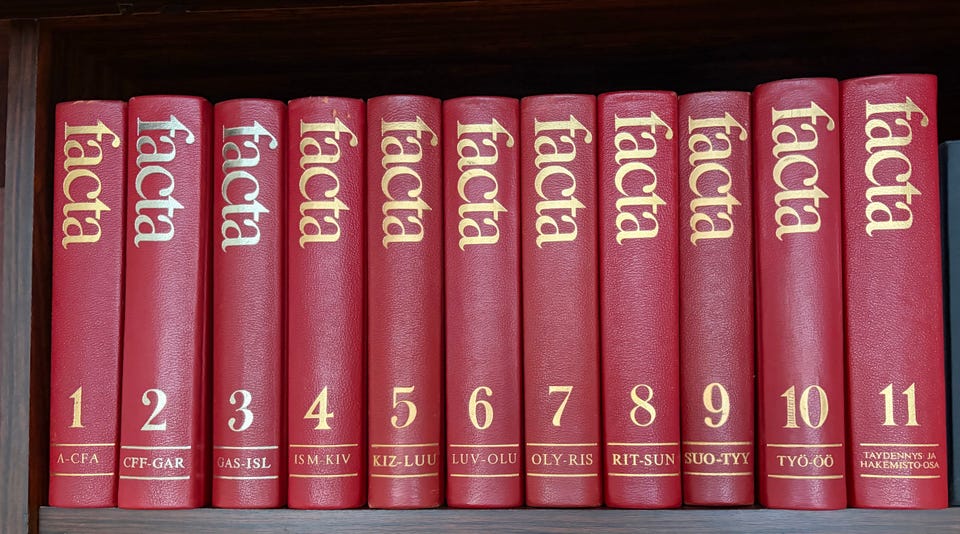 facta
1
A-CFA
facta
2
CFF-GAR
facta
3
GAS-ISL
facta
4
ISM-KIV
facta
5
KIZ-LUU
facta
6
LUV-OLU
facta
7
OLY-RIS
facta
8
RIT-SUN
facta
9
SUO-TYY
facta
10
TYÖ-ÖÖ
facta
11
TÄYDENNYS- JA
HAKEMISTO-OSA